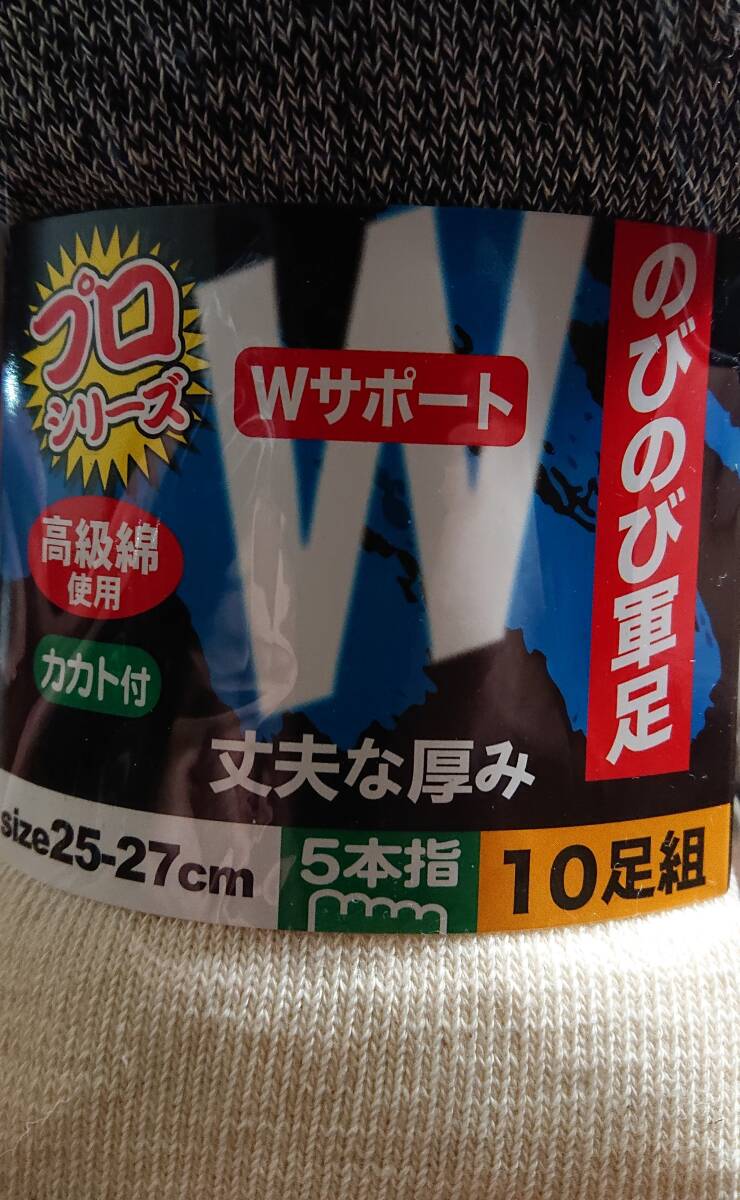 プロ
シリーズ
W
Wサポート
のびのび軍足
高級綿
使用
カカト付
丈夫な厚み
size25-27cm
5本指
10足組